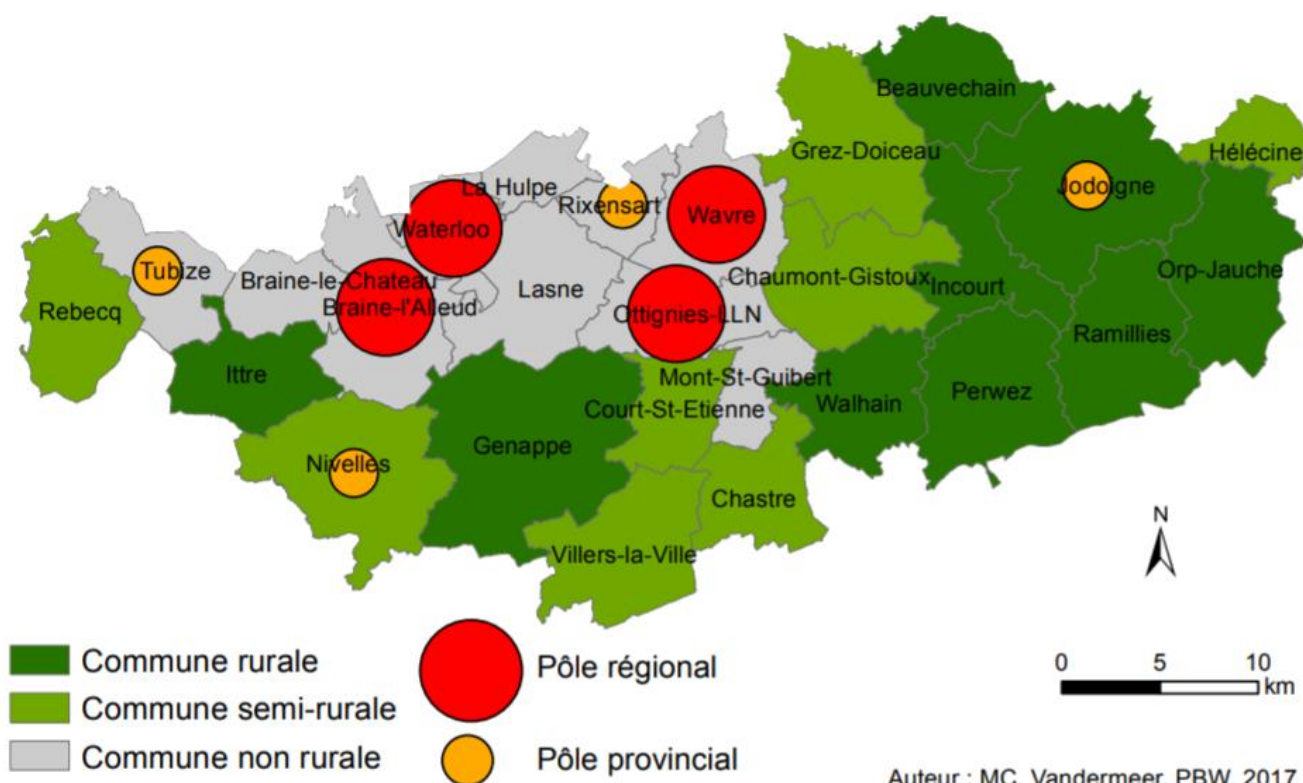 Beauvechain
Grez-Doiceau
Hélécine
La Hulpe
Rixensart
Jodoigne
Waterloo
Wavre
Tubize
Braine-le-Chateau
Chaumont-Gistoux
Orp-Jauche
Rebecq
Braine-l'Alleud
Lasne
Ottignies-LLN
Incourt
Ramillies
Ittre
Mont-St-Guibert
Walhain
Perwez
Court-St-Etienne
Genappe
Nivelles
Chastre
Villers-la-Ville
N
Commune rurale
Commune semi-rurale
Commune non rurale
Pôle régional
Pôle provincial
0 5 10
km
Auteur : MC. Vandermeer, PBW, 2017